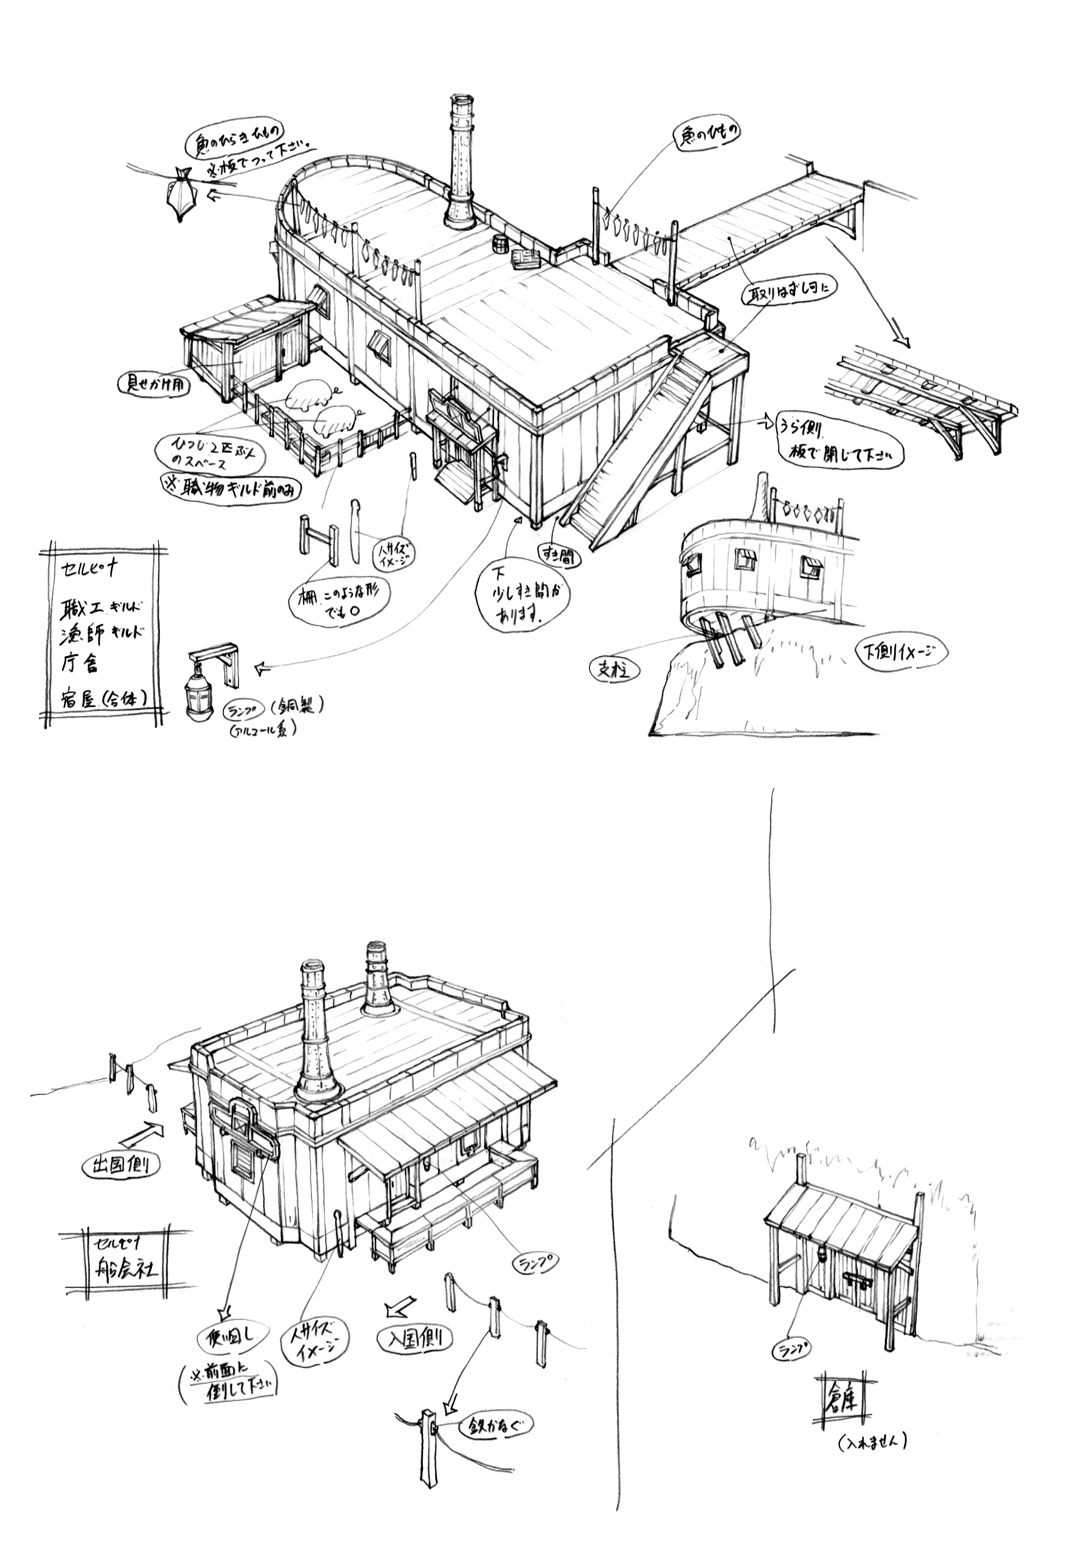 魚のひらきひもの
※板でつって下さい。
魚のひもの
取りはずし可に
見せかけ用
ひつじ2匹ぶん
のスペース
※職物ギルド前のみ
うら側.
板で閉じて下さい
人サイズ
イメージ
すき間
柵、このような形
でも○
下
少しすき間が
あります.
セルピナ
職工ギルド
漁師ギルド
庁舎
宿屋(合体)
支柱
下側イメージ
ランプ(銅製)
(アルコール系)
出国側
セルピナ
船会社
ランプ
使い回し
(※前面に
倒して下さい)
人サイズ
イメージ
入国側
鉄かなぐ
ランプ
倉庫
(入れません)